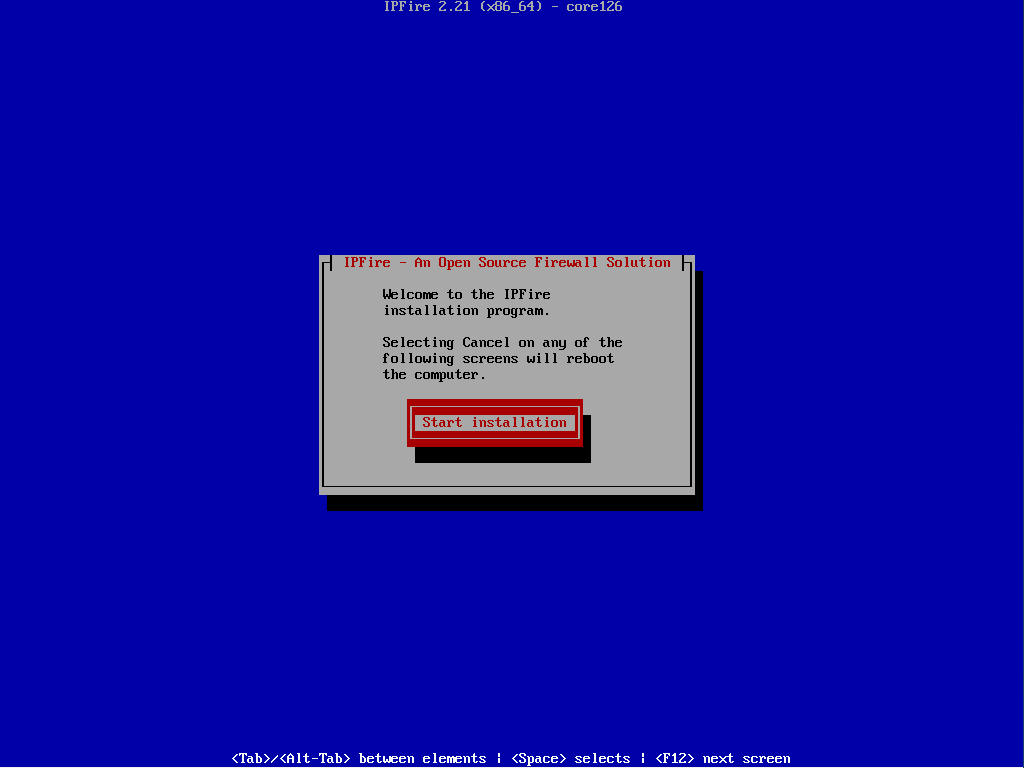 IPFire 2.21 (x86_64) - core126
IPFire - An Open Source Firewall Solution
Welcome to the IPFire
installation program.
Selecting Cancel on any of the
following screens will reboot
the computer.
Start installation
<Tab>/<Alt-Tab> between elements | <Space> selects | <F12> next screen